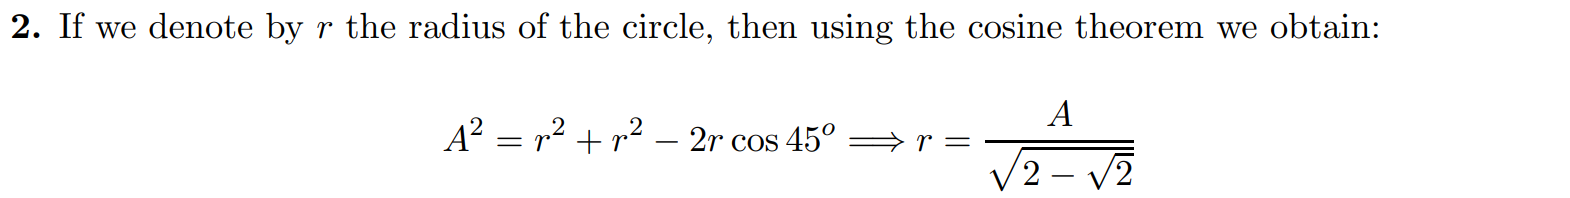 2. If we denote by r the radius of the circle, then using the cosine theorem we obtain:
A² = r² + r² − 2r cos 45º ⟹ r = A / √(2 − √2)